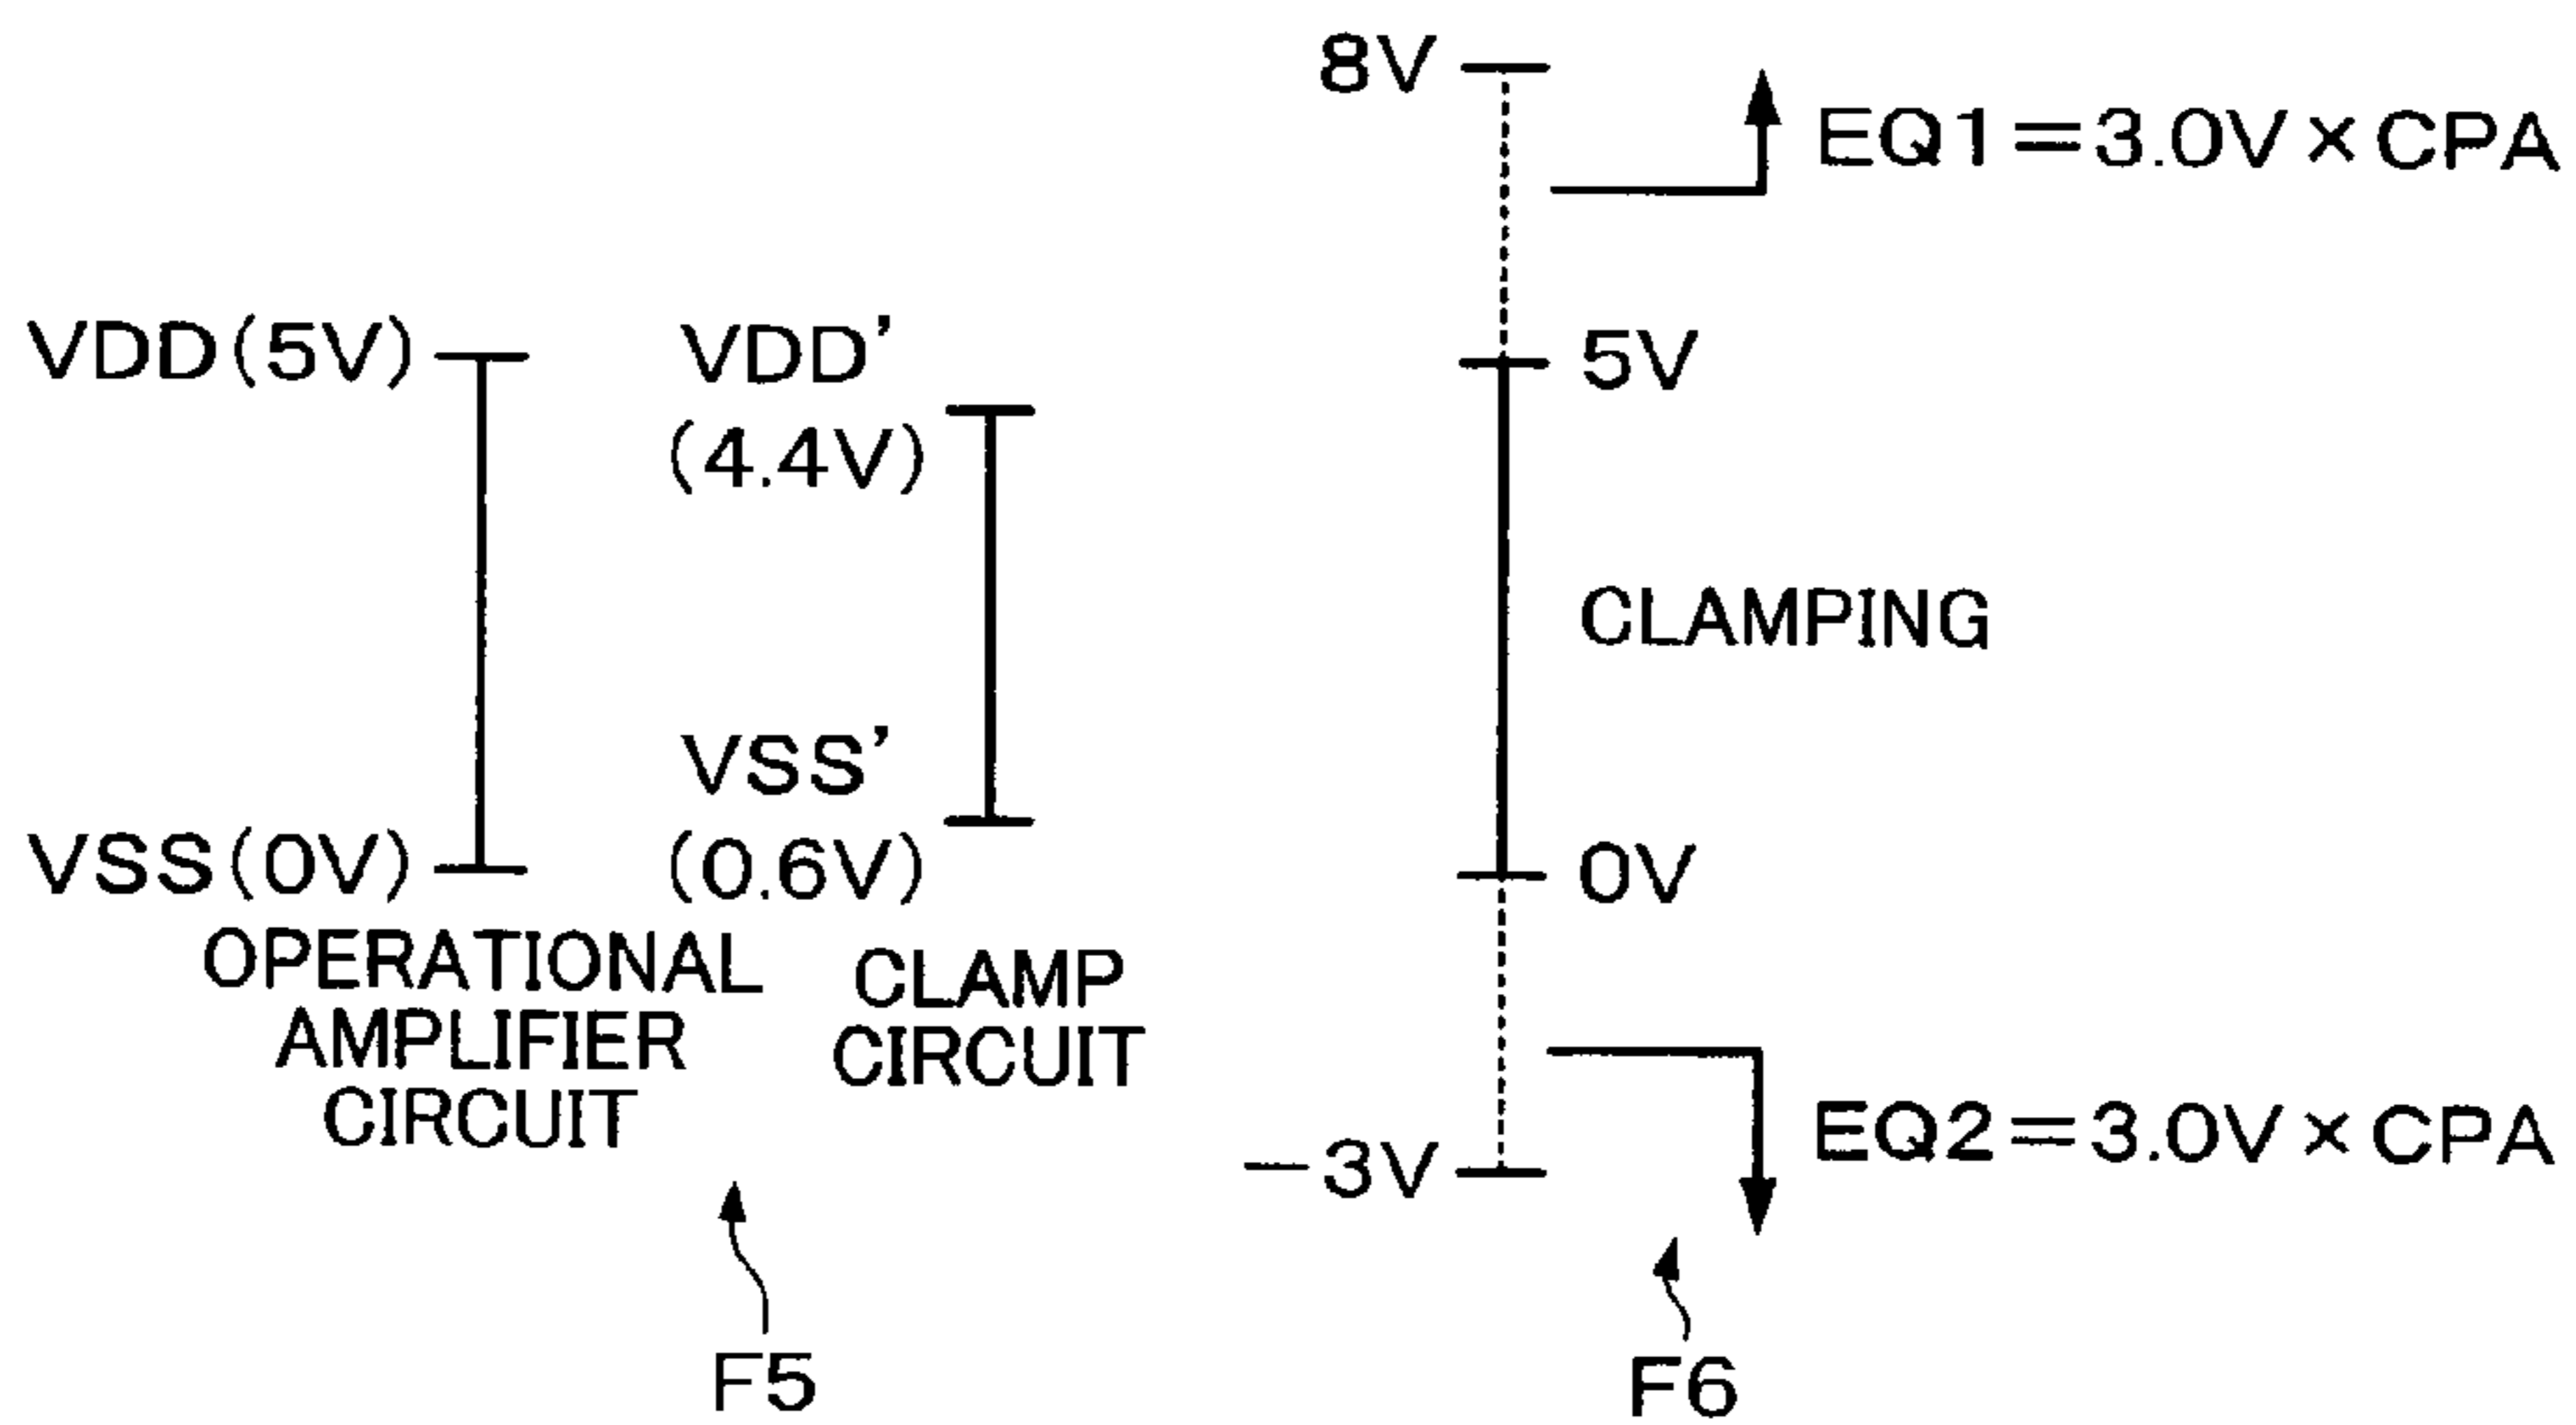 8V
EQ1=3.0V×CPA
VDD(5V)
VDD'
(4.4V)
5V
CLAMPING
VSS'
(0.6V)
VSS(0V)
0V
OPERATIONAL
AMPLIFIER
CIRCUIT
CLAMP
CIRCUIT
−3V
EQ2=3.0V×CPA
F5
F6